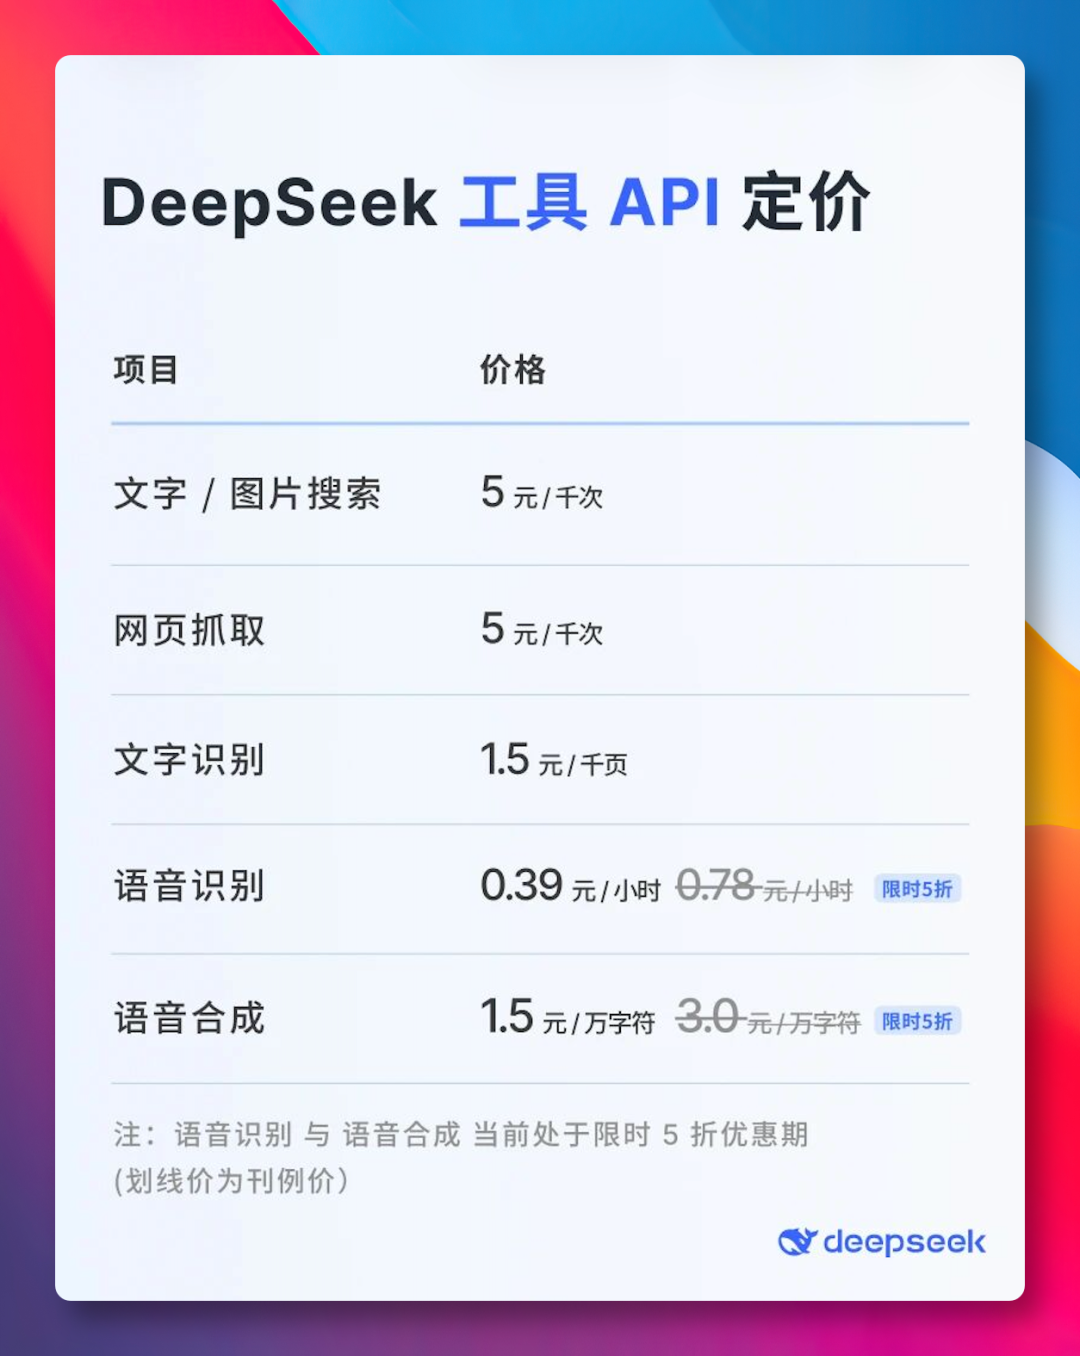 DeepSeek 工具 API 定价
项目 价格
文字 / 图片搜索 5 元/千次
网页抓取 5 元/千次
文字识别 1.5 元/千页
语音识别 0.39 元/小时 0.78 元/小时 限时5折
语音合成 1.5 元/万字符 3.0 元/万字符 限时5折
注：语音识别 与 语音合成 当前处于限时 5 折优惠期
(划线价为刊例价）
deepseek